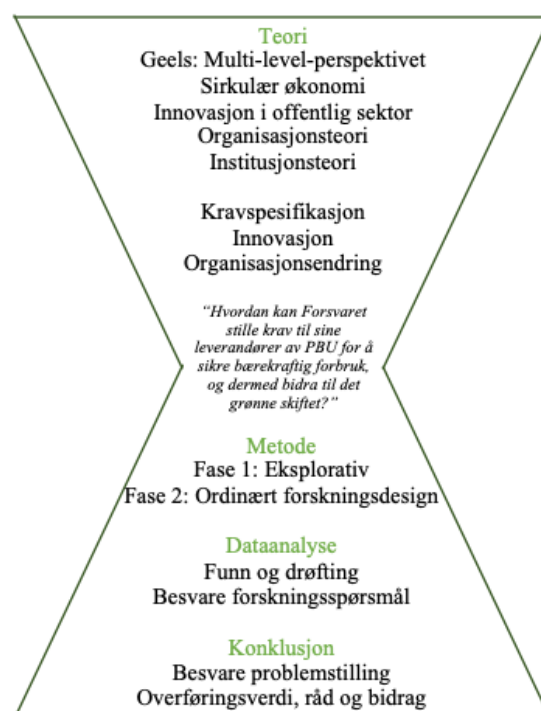 Teori
Geels: Multi-level-perspektivet
Sirkulær økonomi
Innovasjon i offentlig sektor
Organisasjonsteori
Institusjonsteori
Kravspesifikasjon
Innovasjon
Organisasjonsendring
“Hvordan kan Forsvaret
stille krav til sine
leverandører av PBU for å
sikre bærekraftig forbruk,
og dermed bidra til det
grønne skiftet?”
Metode
Fase 1: Eksplorativ
Fase 2: Ordinært forskningsdesign
Dataanalyse
Funn og drøfting
Besvare forskningsspørsmål
Konklusjon
Besvare problemstilling
Overføringsverdi, råd og bidrag